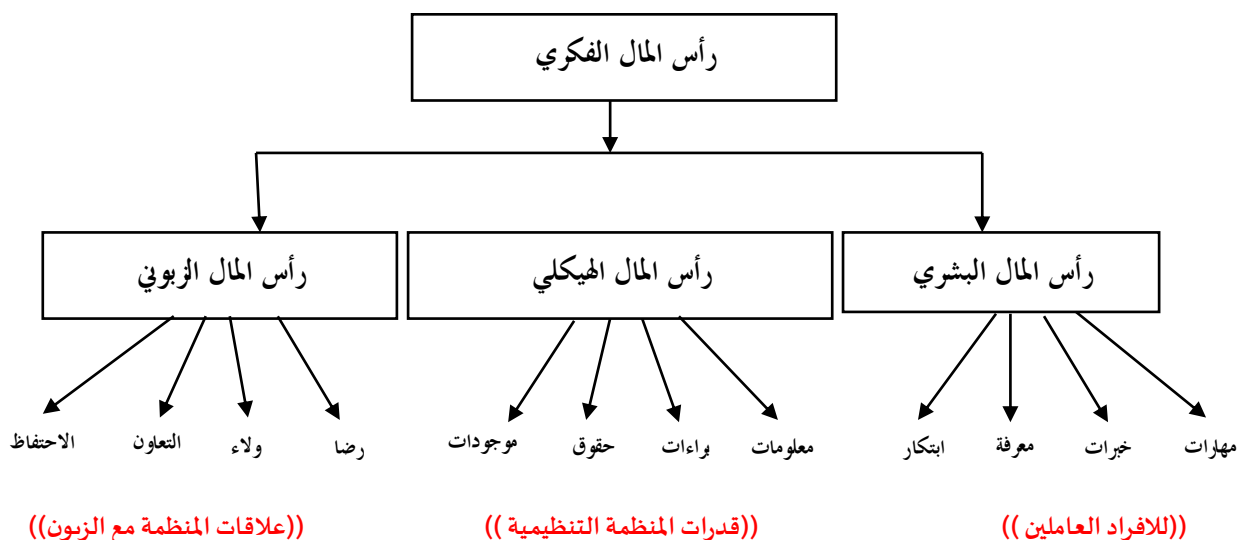 رأس المال الفكري
رأس المال البشري
رأس المال الهيكلي
رأس المال الزبوني
مهارات
خبرات
معرفة
ابتكار
معلومات
براءات
حقوق
موجودات
رضا
ولاء
التعاون
الاحتفاظ
((للافراد العاملين ))
((قدرات المنظمة التنظيمية ))
((علاقات المنظمة مع الزبون))